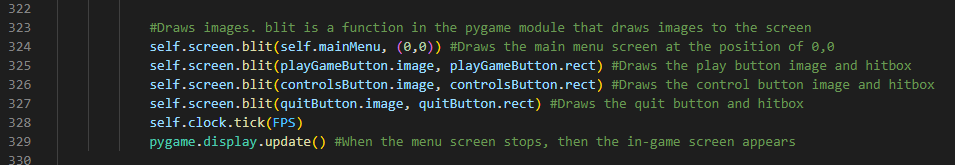 322
323 #Draws images. blit is a function in the pygame module that draws images to the screen
324 self.screen.blit(self.mainMenu, (0,0)) #Draws the main menu screen at the position of 0,0
325 self.screen.blit(playGameButton.image, playGameButton.rect) #Draws the play button image and hitbox
326 self.screen.blit(controlsButton.image, controlsButton.rect) #Draws the control button image and hitbox
327 self.screen.blit(quitButton.image, quitButton.rect) #Draws the quit button and hitbox
328 self.clock.tick(FPS)
329 pygame.display.update() #When the menu screen stops, then the in-game screen appears
330